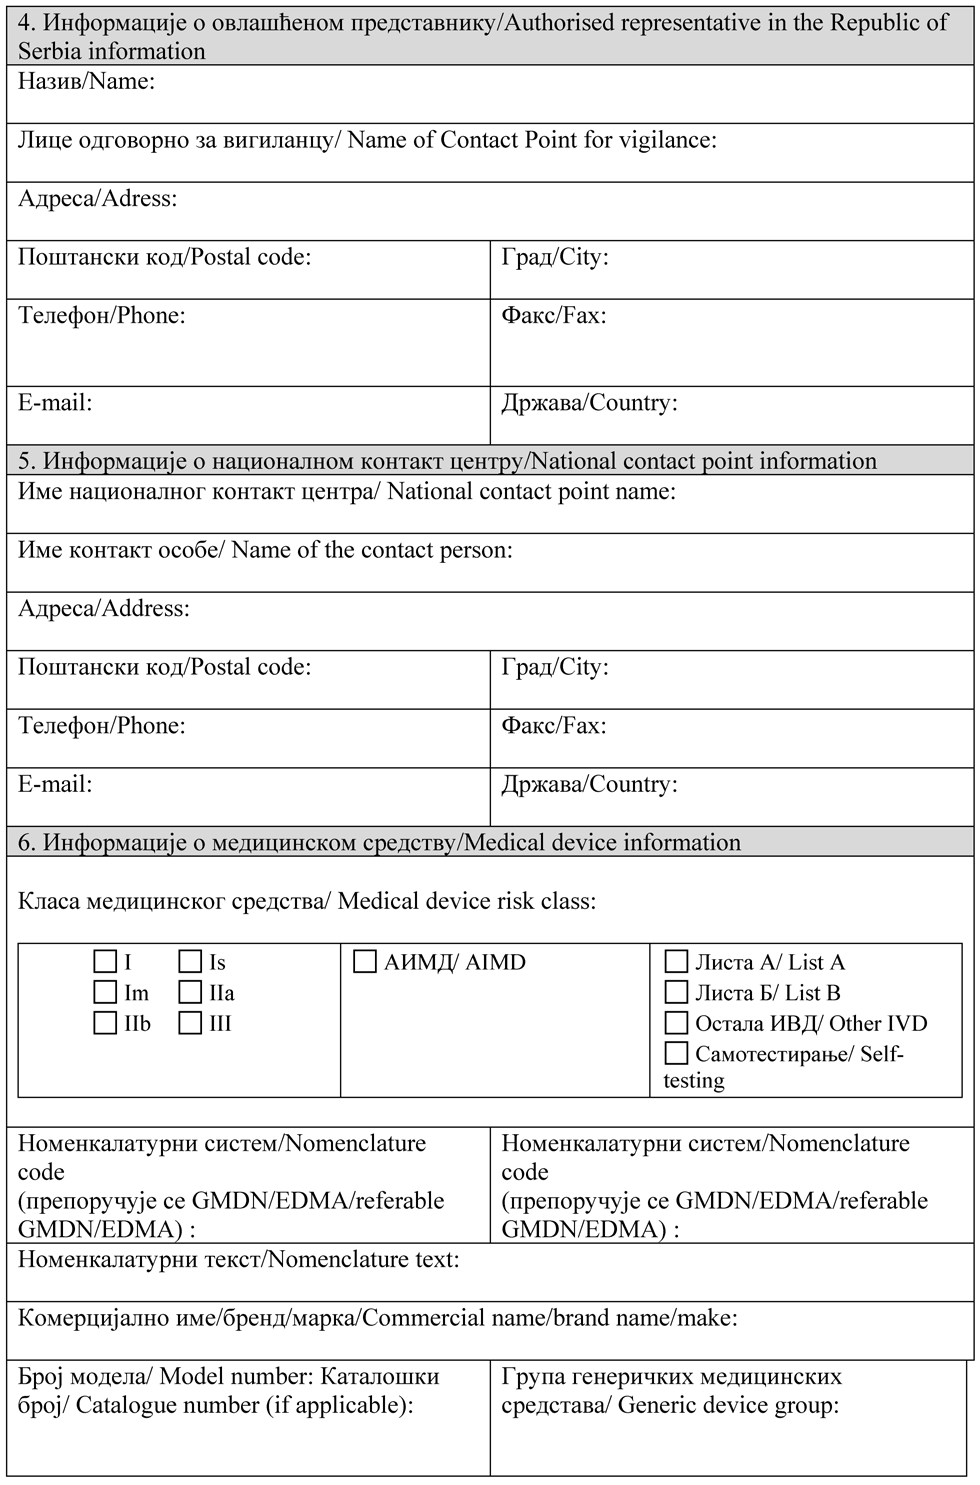 4. Информације о овлашћеном представнику/Authorised representative in the Republic of
Serbia information
Назив/Name:
Лице одговорно за вигиланцу/ Name of Contact Point for vigilance:
Адреса/Adress:
Поштански код/Postal code:
Град/City:
Телефон/Phone:
Факс/Fax:
E-mail:
Држава/Country:
5. Информације о националном контакт центру/National contact point information
Име националног контакт центра/ National contact point name:
Име контакт особе/ Name of the contact person:
Адреса/Address:
Поштански код/Postal code:
Град/City:
Телефон/Phone:
Факс/Fax:
E-mail:
Држава/Country:
6. Информације о медицинском средству/Medical device information
Класа медицинског средства/ Medical device risk class:
I Is
Im IIa
IIb III
АИМД/ AIMD
Листа А/ List A
Листа Б/ List B
Остала ИВД/ Other IVD
Самотестирање/ Self-
testing
Номенкалатурни систем/Nomenclature
code
(препоручује се GMDN/EDMA/referable
GMDN/EDMA) :
Номенкалатурни систем/Nomenclature
code
(препоручује се GMDN/EDMA/referable
GMDN/EDMA) :
Номенкалатурни текст/Nomenclature text:
Комерцијално име/бренд/марка/Commercial name/brand name/make:
Број модела/ Model number: Каталошки
број/ Catalogue number (if applicable):
Група генеричких медицинских
средстава/ Generic device group: